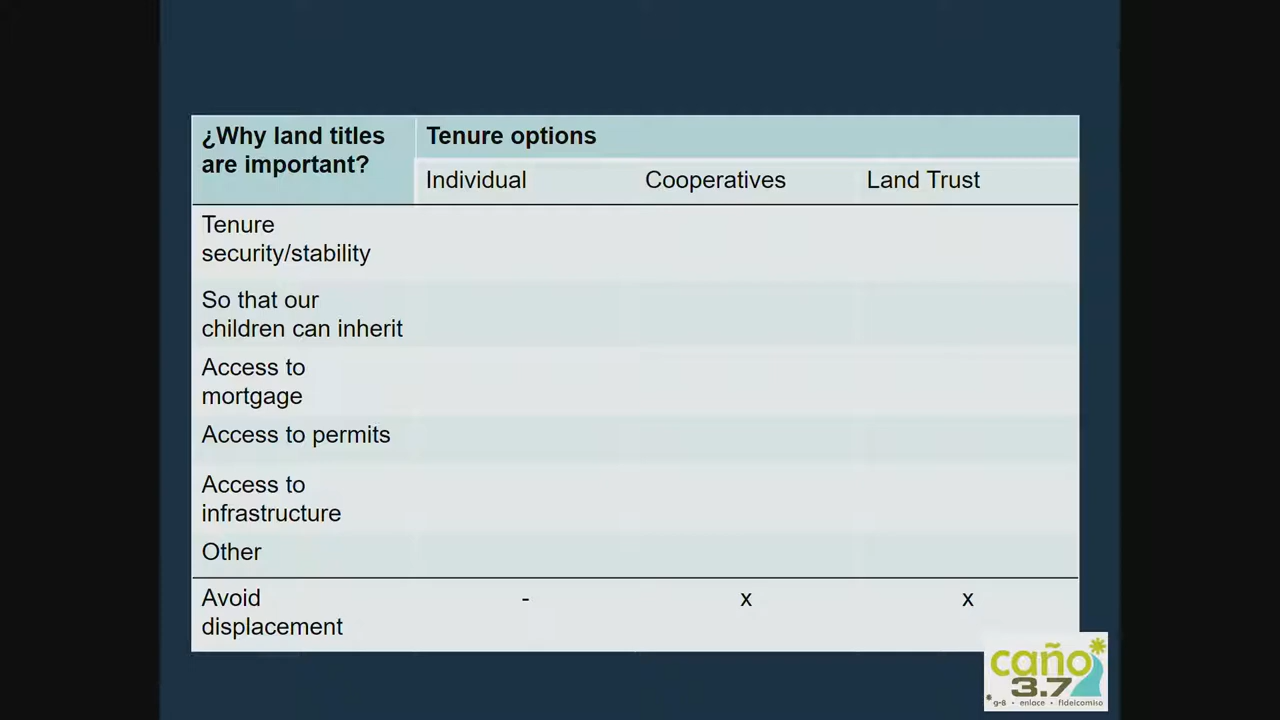 ¿Why land titles
are important?
Tenure options
Individual
Cooperatives
Land Trust
Tenure
security/stability
So that our
children can inherit
Access to
mortgage
Access to permits
Access to
infrastructure
Other
Avoid
displacement
-
x
x
caño*
3.7
g-8 • enlace • fideicomiso